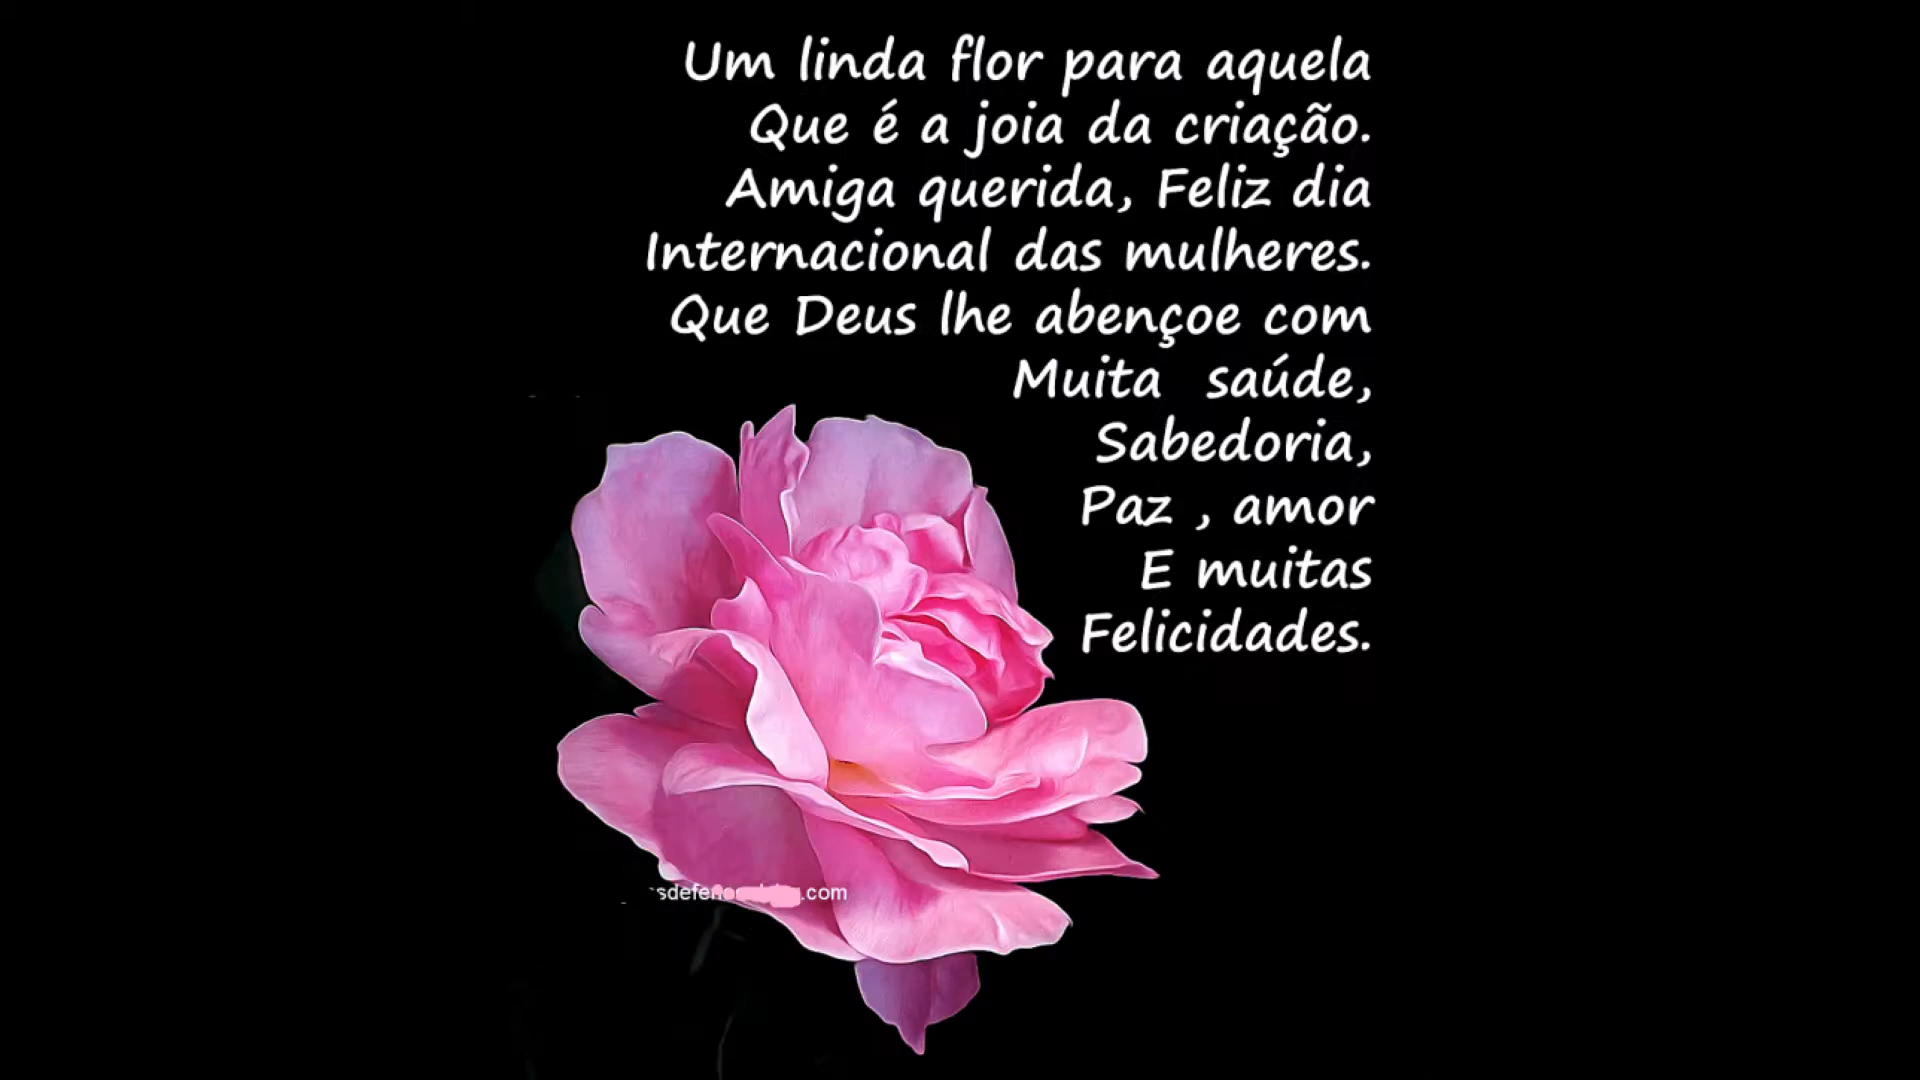 Um linda flor para aquela
Que é a joia da criação.
Amiga querida, Feliz dia
Internacional das mulheres.
Que Deus lhe abençoe com
Muita saúde,
Sabedoria,
Paz , amor
E muitas
Felicidades.
.com